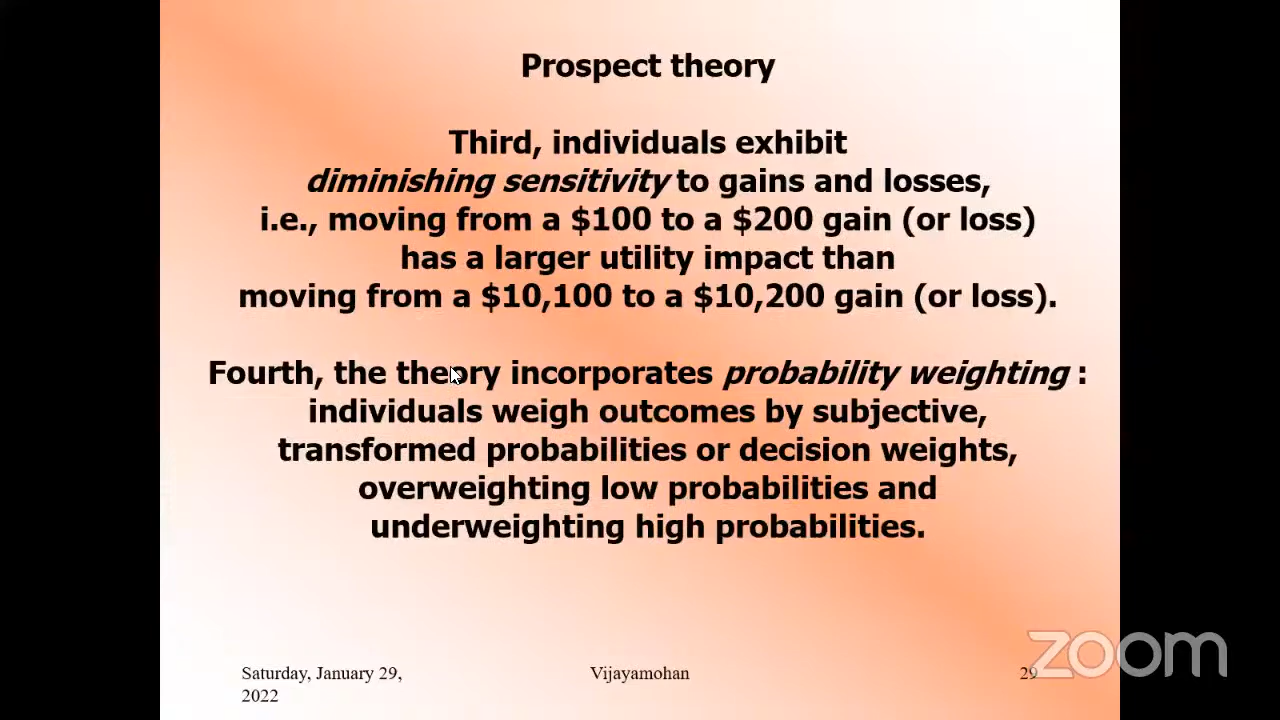 Prospect theory
Third, individuals exhibit
diminishing sensitivity to gains and losses,
i.e., moving from a $100 to a $200 gain (or loss)
has a larger utility impact than
moving from a $10,100 to a $10,200 gain (or loss).
Fourth, the theory incorporates probability weighting :
individuals weigh outcomes by subjective,
transformed probabilities or decision weights,
overweighting low probabilities and
underweighting high probabilities.
Saturday, January 29,
2022
Vijayamohan
29
zoom